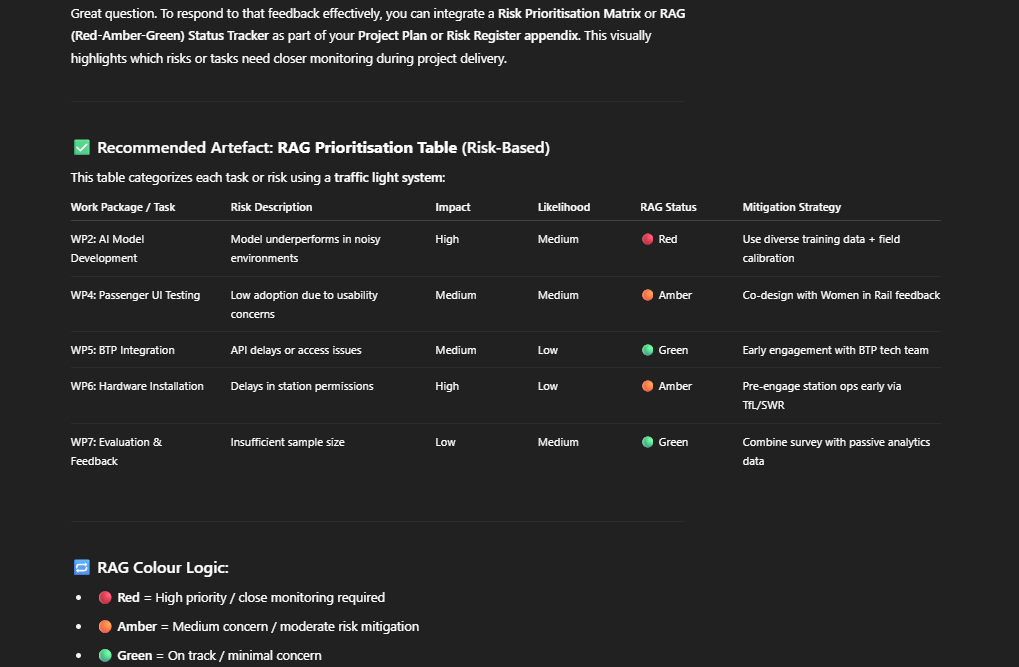 Great question. To respond to that feedback effectively, you can integrate a Risk Prioritisation Matrix or RAG
(Red-Amber-Green) Status Tracker as part of your Project Plan or Risk Register appendix. This visually
highlights which risks or tasks need closer monitoring during project delivery.
✅ Recommended Artefact: RAG Prioritisation Table (Risk-Based)
This table categorizes each task or risk using a traffic light system:
Work Package / Task Risk Description Impact Likelihood RAG Status Mitigation Strategy
WP2: AI Model Risk Model underperforms in noisy High Medium 🔴 Red Use diverse training data + field
Development environments calibration
WP4: Passenger UI Testing Low adoption due to usability Medium Medium 🟠 Amber Co-design with Women in Rail feedback
concerns
WP5: BTP Integration API delays or access issues Medium Low 🟢 Green Early engagement with BTP tech team
WP6: Hardware Installation Delays in station permissions High Low 🟠 Amber Pre-engage station ops early via
TfL/SWR
WP7: Evaluation & Insufficient sample size Low Medium 🟢 Green Combine survey with passive analytics
Feedback data
🔁 RAG Colour Logic:
• 🔴 Red = High priority / close monitoring required
• 🟠 Amber = Medium concern / moderate risk mitigation
• 🟢 Green = On track / minimal concern